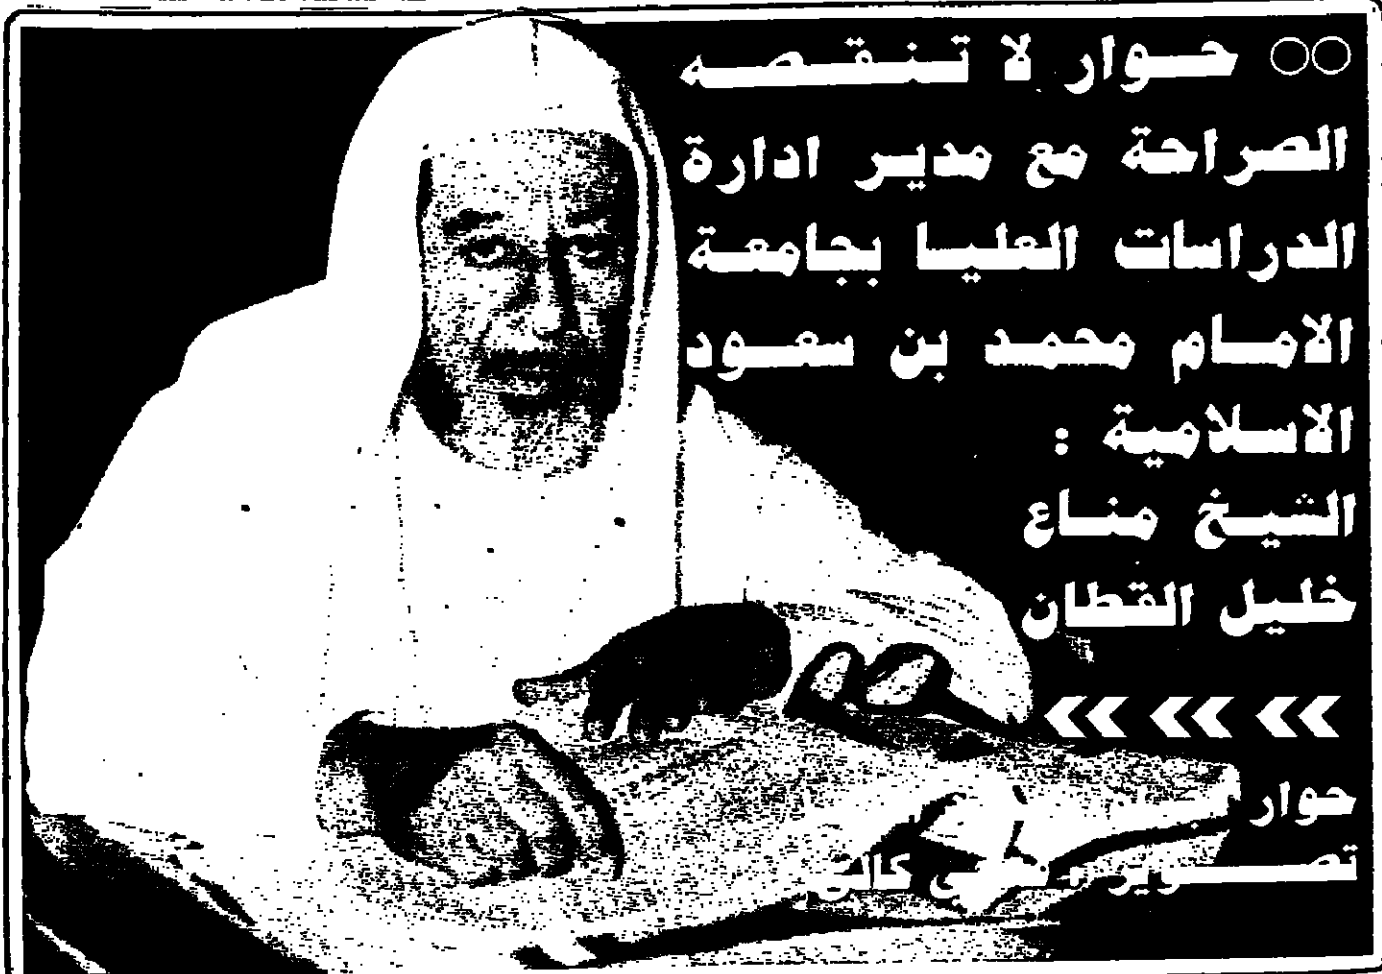 حوار لا تنقصه
الصراحة مع مدير ادارة
الدراسات العليا بجامعة
الامام محمد بن سعود
الاسلامية :
الشيخ مناع
خليل القطان
حوار
تصوير :